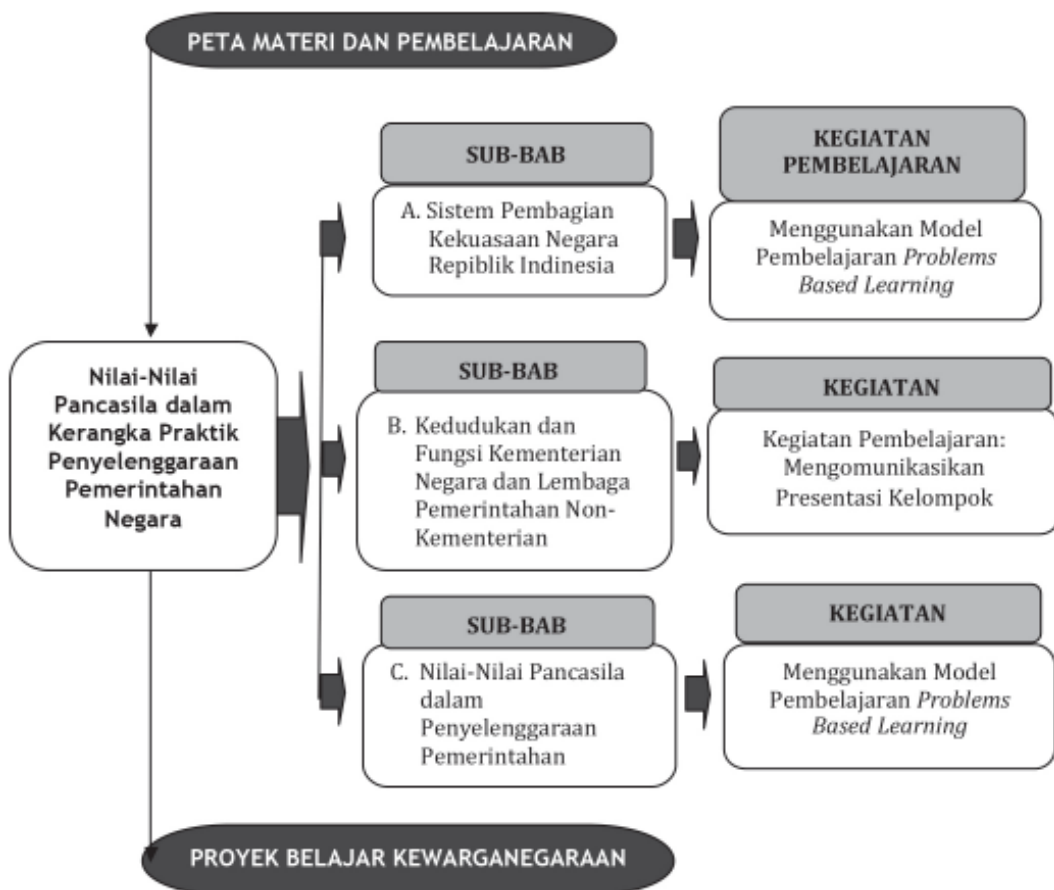 PETA MATERI DAN PEMBELAJARAN
SUB-BAB
A. Sistem Pembagian
Kekuasaan Negara
Repiblik Indinesia
KEGIATAN
PEMBELAJARAN
Menggunakan Model
Pembelajaran Problems
Based Learning
Nilai-Nilai
Pancasila dalam
Kerangka Praktik
Penyelenggaraan
Pemerintahan
Negara
SUB-BAB
B. Kedudukan dan
Fungsi Kementerian
Negara dan Lembaga
Pemerintahan Non-
Kementerian
KEGIATAN
Kegiatan Pembelajaran:
Mengomunikasikan
Presentasi Kelompok
SUB-BAB
C. Nilai-Nilai Pancasila
dalam
Penyelenggaraan
Pemerintahan
KEGIATAN
Menggunakan Model
Pembelajaran Problems
Based Learning
PROYEK BELAJAR KEWARGANEGARAAN